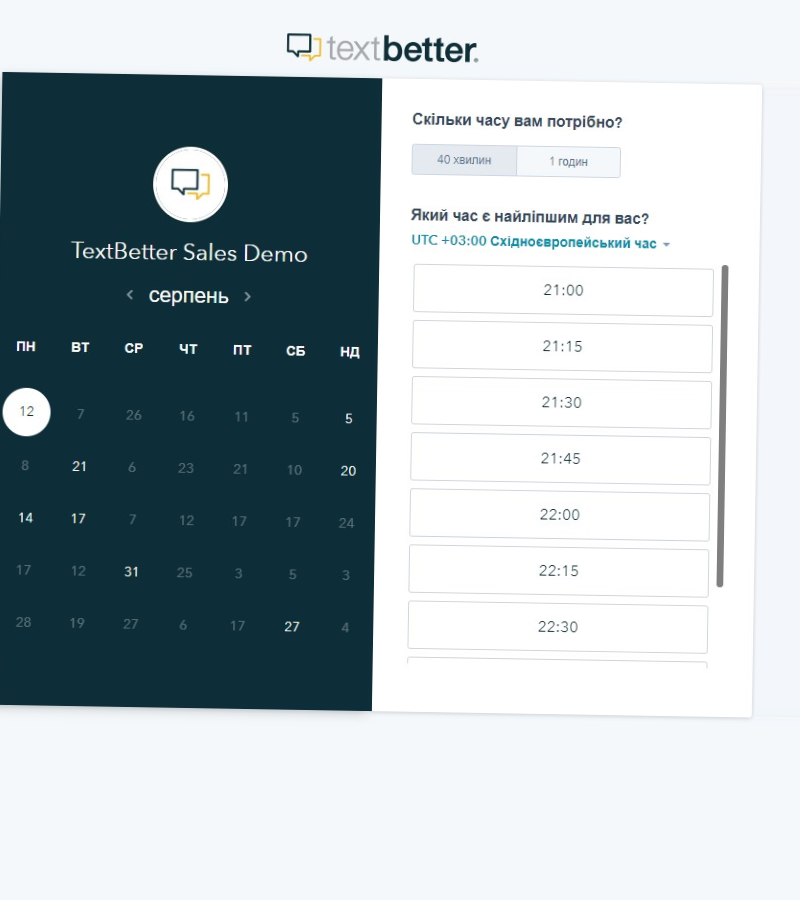 textbetter.
TextBetter Sales Demo
серпень
ПН ВТ СР ЧТ ПТ СБ НД
12 7 26 16 11 5 5
8 21 6 23 21 10 20
14 17 7 12 17 17 24
17 12 31 25 3 5 3
28 19 27 6 17 27 4
Скільки часу вам потрібно?
40 хвилин 1 годин
Який час є найліпшим для вас?
UTC +03:00 Східноєвропейський час
21:00
21:15
21:30
21:45
22:00
22:15
22:30